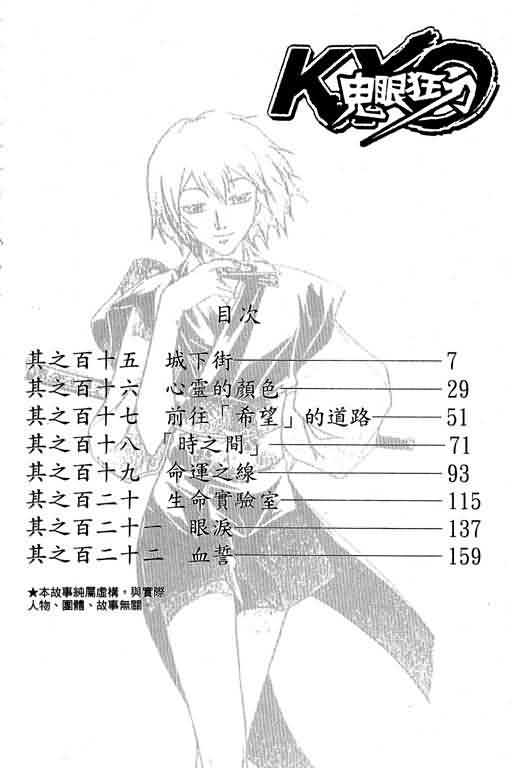 KYO
鬼眼狂刀
目次
其之百十五 城下街 7
其之百十六 心靈的顏色 29
其之百十七 前往「希望」的道路 51
其之百十八 「時之間」 71
其之百十九 命運之線 93
其之百二十 生命實驗室 115
其之百二十一 眼淚 137
其之百二十二 血誓 159
★本故事純屬虛構，與實際
人物、團體、故事無關。